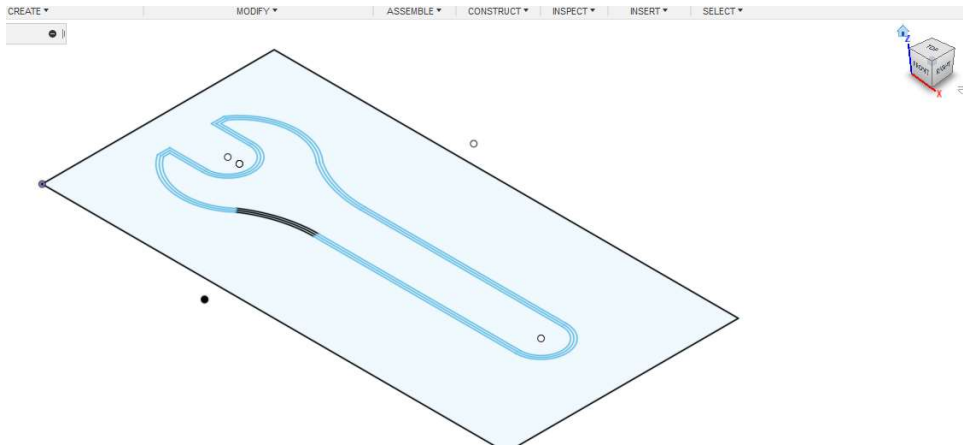 CREATE ▾ MODIFY ▾ ASSEMBLE ▾ CONSTRUCT ▾ INSPECT ▾ INSERT ▾ SELECT ▾
Z
TOP
FRONT RIGHT
X